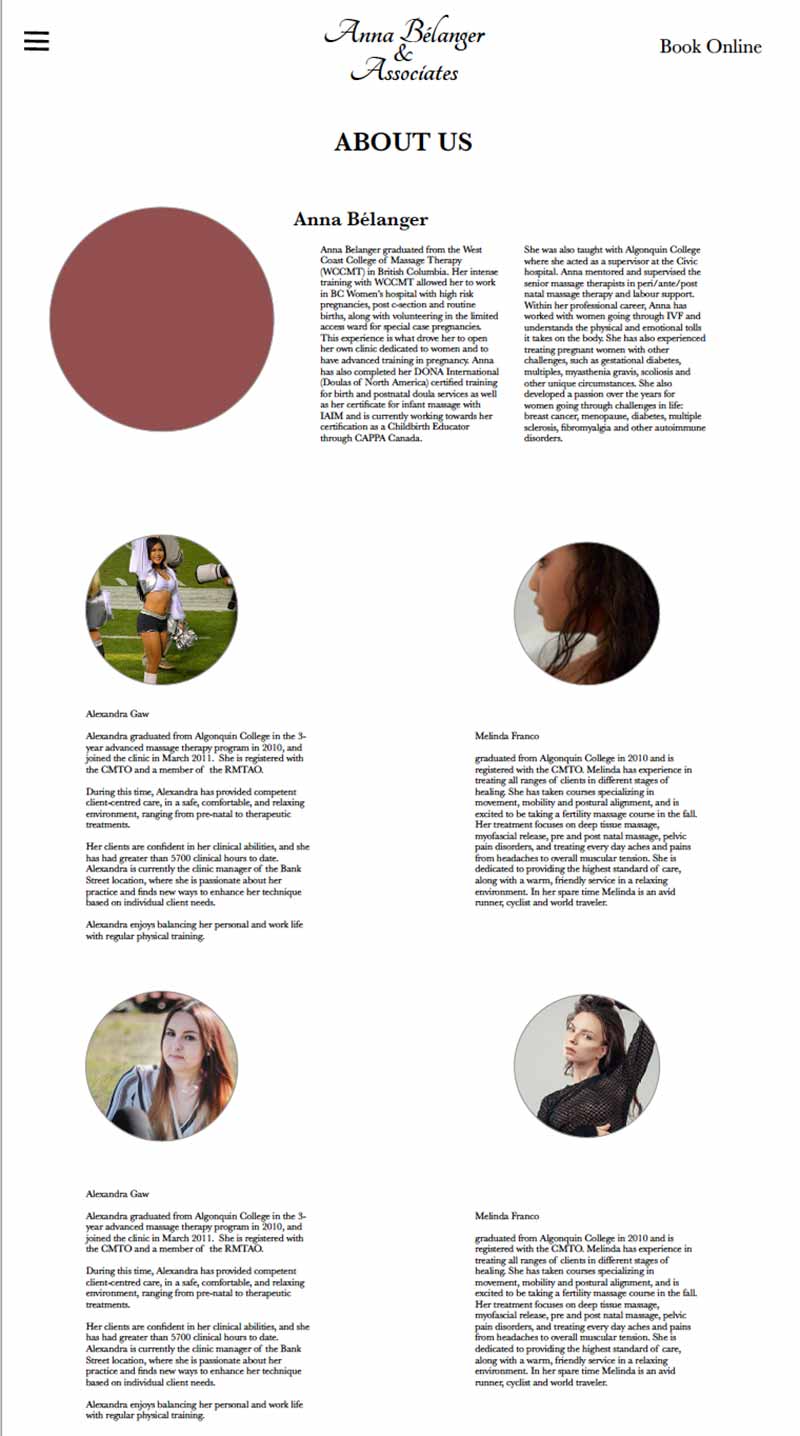 Anna Bélanger
&
Associates
Book Online
ABOUT US
Anna Bélanger
Anna Belanger graduated from the West
Coast College of Massage Therapy
(WCCMT) in British Columbia. Her intense
training with WCCMT allowed her to work
in BC Women's hospital with high risk
pregnancies, post c-section and routine
births, along with volunteering in the limited
access ward for special case pregnancies.
This experience is what drove her to open
her own clinic dedicated to women and to
have advanced training in pregnancy. Anna
has also completed her DONA International
(Doulas of North America) certified training
for birth and postnatal doula services as well
as her certificate for infant massage with
IAIM and is currently working towards her
certification as a Childbirth Educator
through CAPPA Canada.
She was also taught with Algonquin College
where she acted as a supervisor at the Civic
hospital. Anna mentored and supervised the
senior massage therapists in peri/ante/post
natal massage therapy and labour support.
Within her professional career, Anna has
worked with women going through IVF and
understands the physical and emotional tolls
it takes on the body. She has also experienced
treating pregnant women with other
challenges, such as gestational diabetes,
multiples, myasthenia gravis, scoliosis and
other unique circumstances. She also
developed a passion over the years for
women going through challenges in life:
breast cancer, menopause, diabetes, multiple
sclerosis, fibromyalgia and other autoimmune
disorders.
Alexandra Gaw
Alexandra graduated from Algonquin College in the 3-
year advanced massage therapy program in 2010, and
joined the clinic in March 2011. She is registered with
the CMTO and a member of the RMTAO.
During this time, Alexandra has provided competent
client-centred care, in a safe, comfortable, and relaxing
environment, ranging from pre-natal to therapeutic
treatments.
Her clients are confident in her clinical abilities, and she
has had greater than 5700 clinical hours to date.
Alexandra is currently the clinic manager of the Bank
Street location, where she is passionate about her
practice and finds new ways to enhance her technique
based on individual client needs.
Alexandra enjoys balancing her personal and work life
with regular physical training.
Melinda Franco
graduated from Algonquin College in 2010 and is
registered with the CMTO. Melinda has experience in
treating all ranges of clients in different stages of
healing. She has taken courses specializing in
movement, mobility and postural alignment, and is
excited to be taking a fertility massage course in the fall.
Her treatment focuses on deep tissue massage,
myofascial release, pre and post natal massage, pelvic
pain disorders, and treating every day aches and pains
from headaches to overall muscular tension. She is
dedicated to providing the highest standard of care,
along with a warm, friendly service in a relaxing
environment. In her spare time Melinda is an avid
runner, cyclist and world traveler.
Alexandra Gaw
Alexandra graduated from Algonquin College in the 3-
year advanced massage therapy program in 2010, and
joined the clinic in March 2011. She is registered with
the CMTO and a member of the RMTAO.
During this time, Alexandra has provided competent
client-centred care, in a safe, comfortable, and relaxing
environment, ranging from pre-natal to therapeutic
treatments.
Her clients are confident in her clinical abilities, and she
has had greater than 5700 clinical hours to date.
Alexandra is currently the clinic manager of the Bank
Street location, where she is passionate about her
practice and finds new ways to enhance her technique
based on individual client needs.
Alexandra enjoys balancing her personal and work life
with regular physical training.
Melinda Franco
graduated from Algonquin College in 2010 and is
registered with the CMTO. Melinda has experience in
treating all ranges of clients in different stages of
healing. She has taken courses specializing in
movement, mobility and postural alignment, and is
excited to be taking a fertility massage course in the fall.
Her treatment focuses on deep tissue massage,
myofascial release, pre and post natal massage, pelvic
pain disorders, and treating every day aches and pains
from headaches to overall muscular tension. She is
dedicated to providing the highest standard of care,
along with a warm, friendly service in a relaxing
environment. In her spare time Melinda is an avid
runner, cyclist and world traveler.